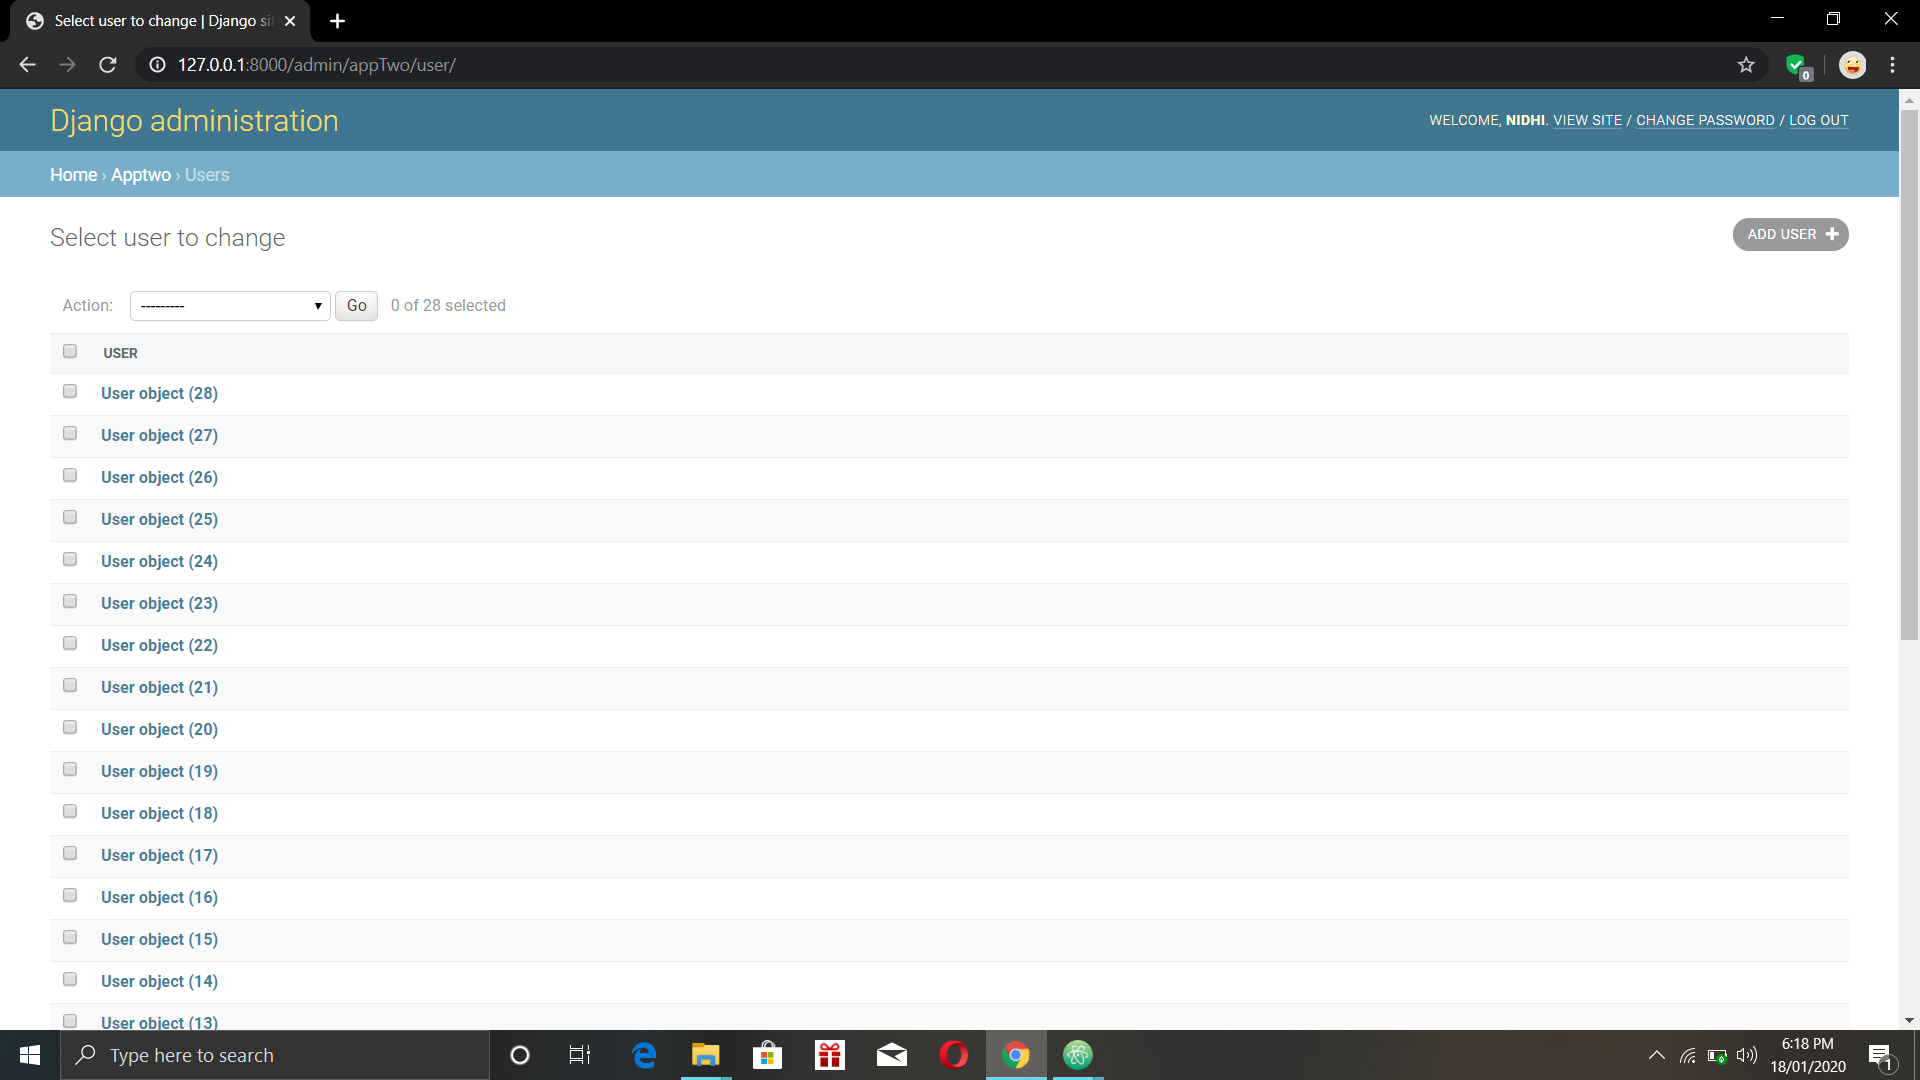 Select user to change | Django si
127.0.0.1:8000/admin/appTwo/user/
Django administration
WELCOME, NIDHI. VIEW SITE / CHANGE PASSWORD / LOG OUT
Home › Apptwo › Users
Select user to change
ADD USER +
Action: --------- Go 0 of 28 selected
USER
User object (28)
User object (27)
User object (26)
User object (25)
User object (24)
User object (23)
User object (22)
User object (21)
User object (20)
User object (19)
User object (18)
User object (17)
User object (16)
User object (15)
User object (14)
User object (13)
Type here to search
6:18 PM
18/01/2020
0
1